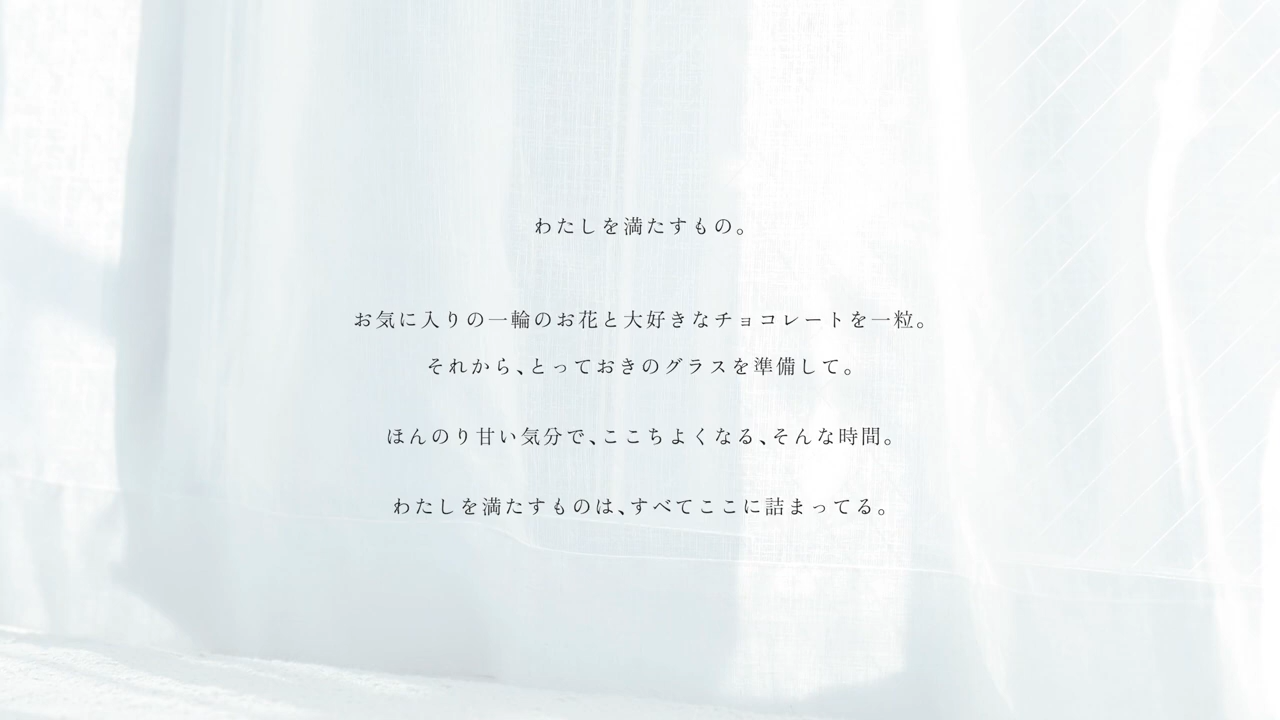 わたしを満たすもの。
お気に入りの一輪のお花と大好きなチョコレートを一粒。
それから、とっておきのグラスを準備して。
ほんのり甘い気分で、ここちよくなる、そんな時間。
わたしを満たすものは、すべてここに詰まってる。